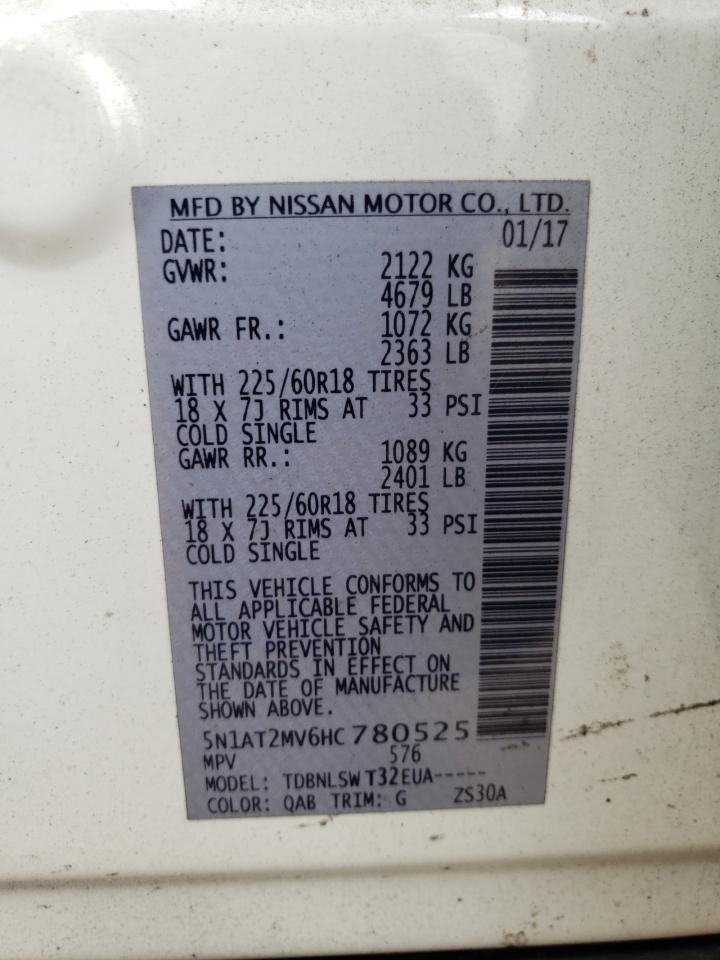 MFD BY NISSAN MOTOR CO., LTD.
DATE: 01/17
GVWR: 2122 KG
4679 LB
GAWR FR.: 1072 KG
2363 LB
WITH 225/60R18 TIRES
18 X 7J RIMS AT 33 PSI
COLD SINGLE
GAWR RR.: 1089 KG
2401 LB
WITH 225/60R18 TIRES
18 X 7J RIMS AT 33 PSI
COLD SINGLE
THIS VEHICLE CONFORMS TO
ALL APPLICABLE FEDERAL
MOTOR VEHICLE SAFETY AND
THEFT PREVENTION
STANDARDS IN EFFECT ON
THE DATE OF MANUFACTURE
SHOWN ABOVE.
5N1AT2MV6HC780525
MPV 576
MODEL: TDBNLSWT32EUA-----
COLOR: QAB TRIM: G ZS30A